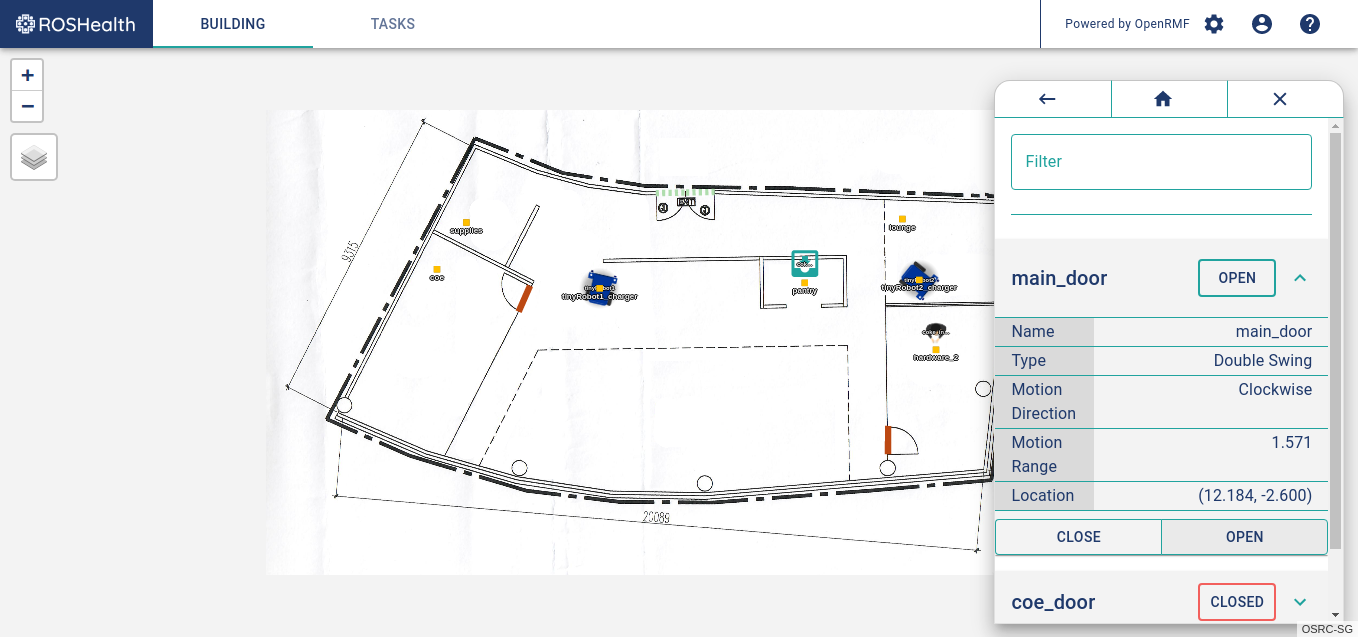 ROSHealth
BUILDING
TASKS
Powered by OpenRMF
+
−
Filter
main_door
OPEN
Name main_door
Type Double Swing
Motion Direction Clockwise
Motion Range 1.571
Location (12.184, -2.600)
CLOSE
OPEN
coe_door
CLOSED
9315
supplies
coe
EXIT
lounge
tinyRobot1_charger
pantry
tinyRobot2_charger
hardware_2
20089
OSRC-SG